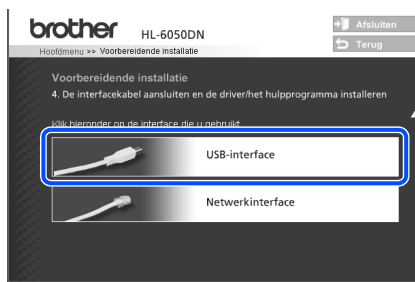 brother HL-6050DN
Afsluiten
Hoofdmenu >> Voorbereidende installatie
Terug
Voorbereidende installatie
4. De interfacekabel aansluiten en de driver/het hulpprogramma installeren
Klik hieronder op de interface die u gebruikt
USB-interface
Netwerkinterface